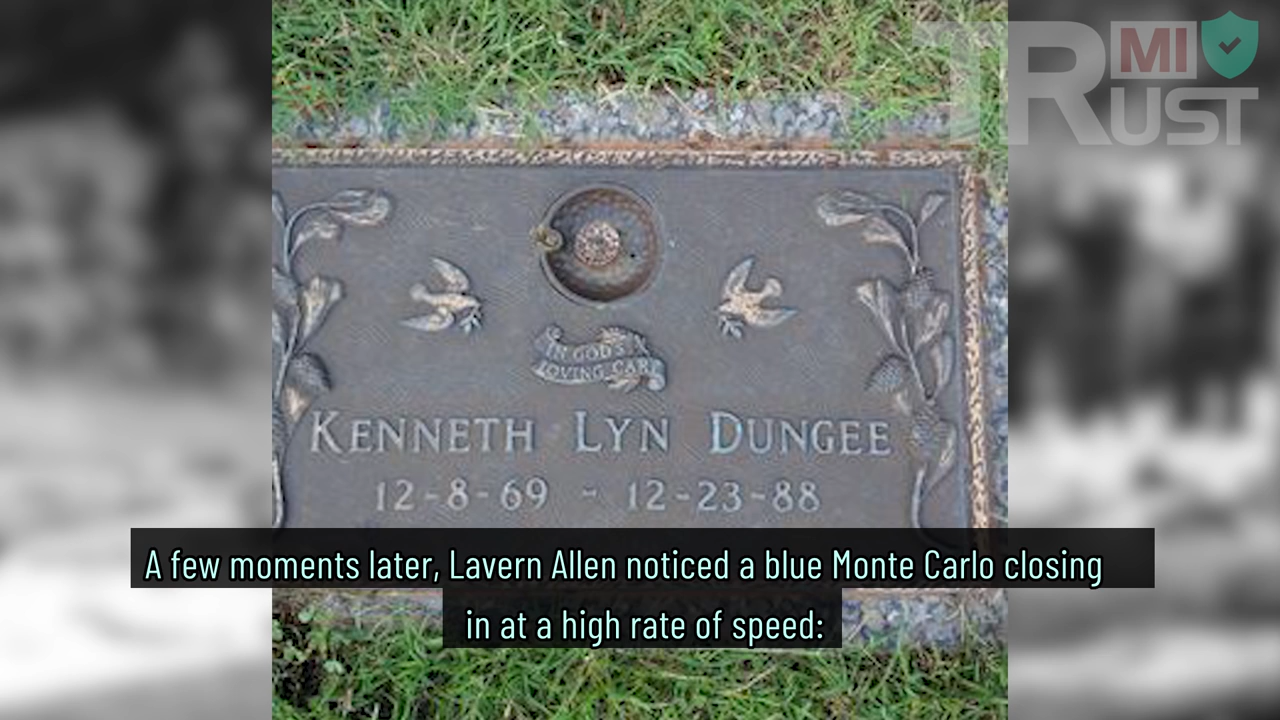 TRUST
MI
IN GOD'S
LOVING CARE
KENNETH LYN DUNGEE
12-8-69 - 12-23-88
A few moments later, Lavern Allen noticed a blue Monte Carlo closing
in at a high rate of speed: